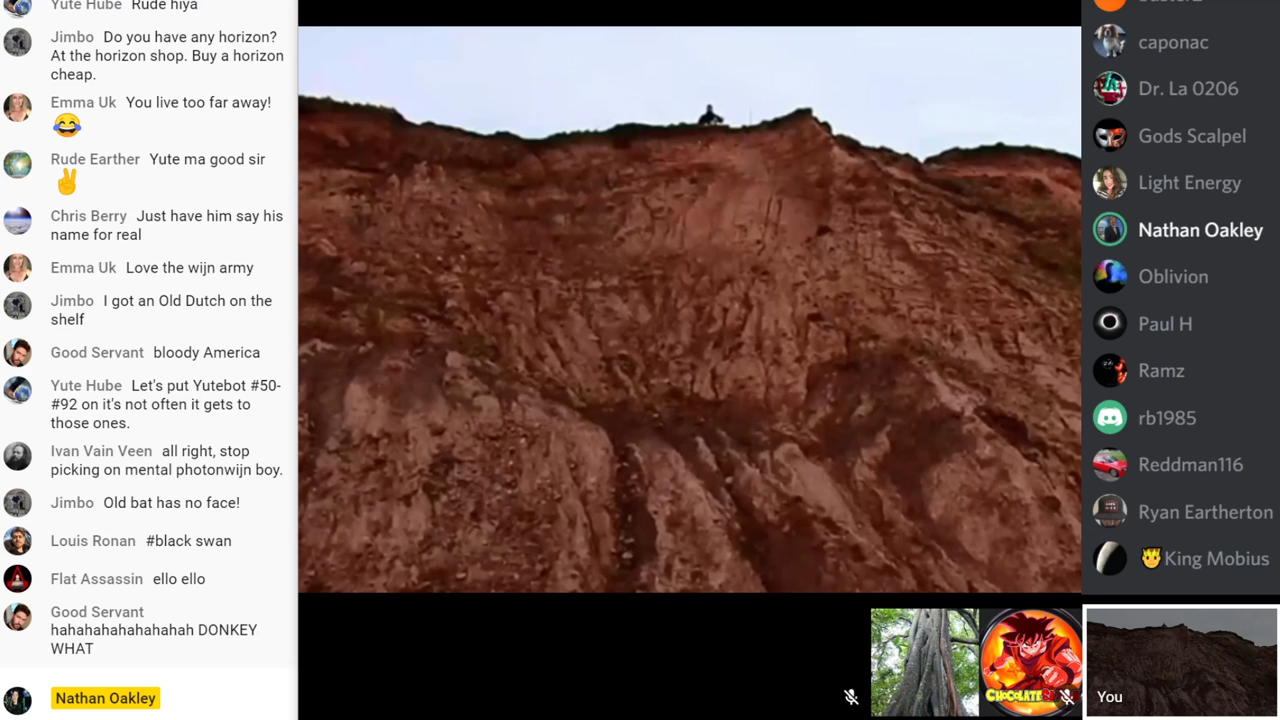 Yute Hube Rude hiya
Jimbo Do you have any horizon?
At the horizon shop. Buy a horizon
cheap.
Emma Uk You live too far away!
Rude Earther Yute ma good sir
Chris Berry Just have him say his
name for real
Emma Uk Love the wijn army
Jimbo I got an Old Dutch on the
shelf
Good Servant bloody America
Yute Hube Let's put Yutebot #50-
#92 on it's not often it gets to
those ones.
Ivan Vain Veen all right, stop
picking on mental photonwijn boy.
Jimbo Old bat has no face!
Louis Ronan #black swan
Flat Assassin ello ello
Good Servant
hahahahahahahah DONKEY
WHAT
Nathan Oakley
caponac
Dr. La 0206
Gods Scalpel
Light Energy
Nathan Oakley
Oblivion
Paul H
Ramz
rb1985
Reddman116
Ryan Eartherton
King Mobius
You